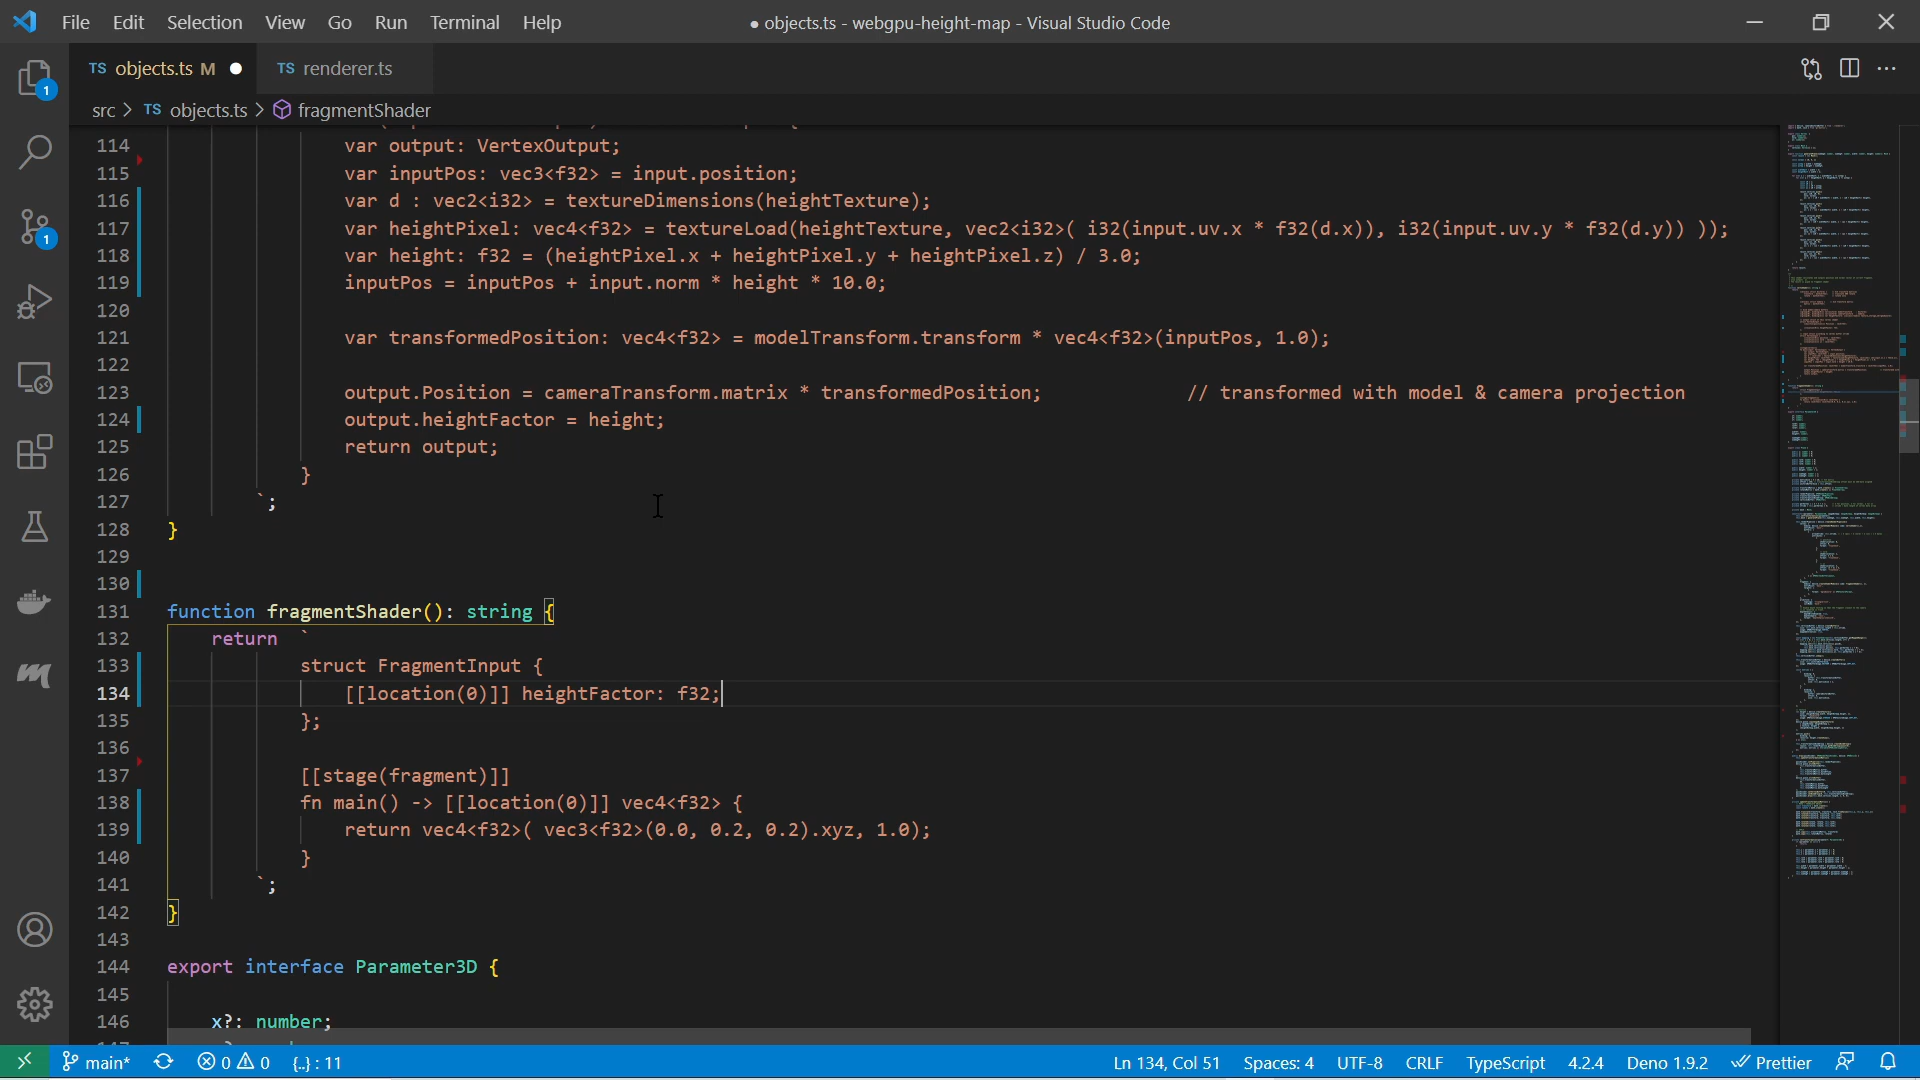 File Edit Selection View Go Run Terminal Help
● objects.ts - webgpu-height-map - Visual Studio Code
TS objects.ts M ●
TS renderer.ts
src > TS objects.ts > fragmentShader
114 var output: VertexOutput;
115 var inputPos: vec3<f32> = input.position;
116 var d : vec2<i32> = textureDimensions(heightTexture);
117 var heightPixel: vec4<f32> = textureLoad(heightTexture, vec2<i32>( i32(input.uv.x * f32(d.x)), i32(input.uv.y * f32(d.y)) ));
118 var height: f32 = (heightPixel.x + heightPixel.y + heightPixel.z) / 3.0;
119 inputPos = inputPos + input.norm * height * 10.0;
120
121 var transformedPosition: vec4<f32> = modelTransform.transform * vec4<f32>(inputPos, 1.0);
122
123 output.Position = cameraTransform.matrix * transformedPosition; // transformed with model & camera projection
124 output.heightFactor = height;
125 return output;
126 }
127 `;
128 }
129
130
131 function fragmentShader(): string {
132 return `
133 struct FragmentInput {
134 [[location(0)]] heightFactor: f32;
135 };
136
137 [[stage(fragment)]]
138 fn main() -> [[location(0)]] vec4<f32> {
139 return vec4<f32>( vec3<f32>(0.0, 0.2, 0.2).xyz, 1.0);
140 }
141 `;
142 }
143
144 export interface Parameter3D {
145
146 x?: number;
1
1
main* 0 0 {..} : 11
Ln 134, Col 51 Spaces: 4 UTF-8 CRLF TypeScript 4.2.4 Deno 1.9.2 Prettier